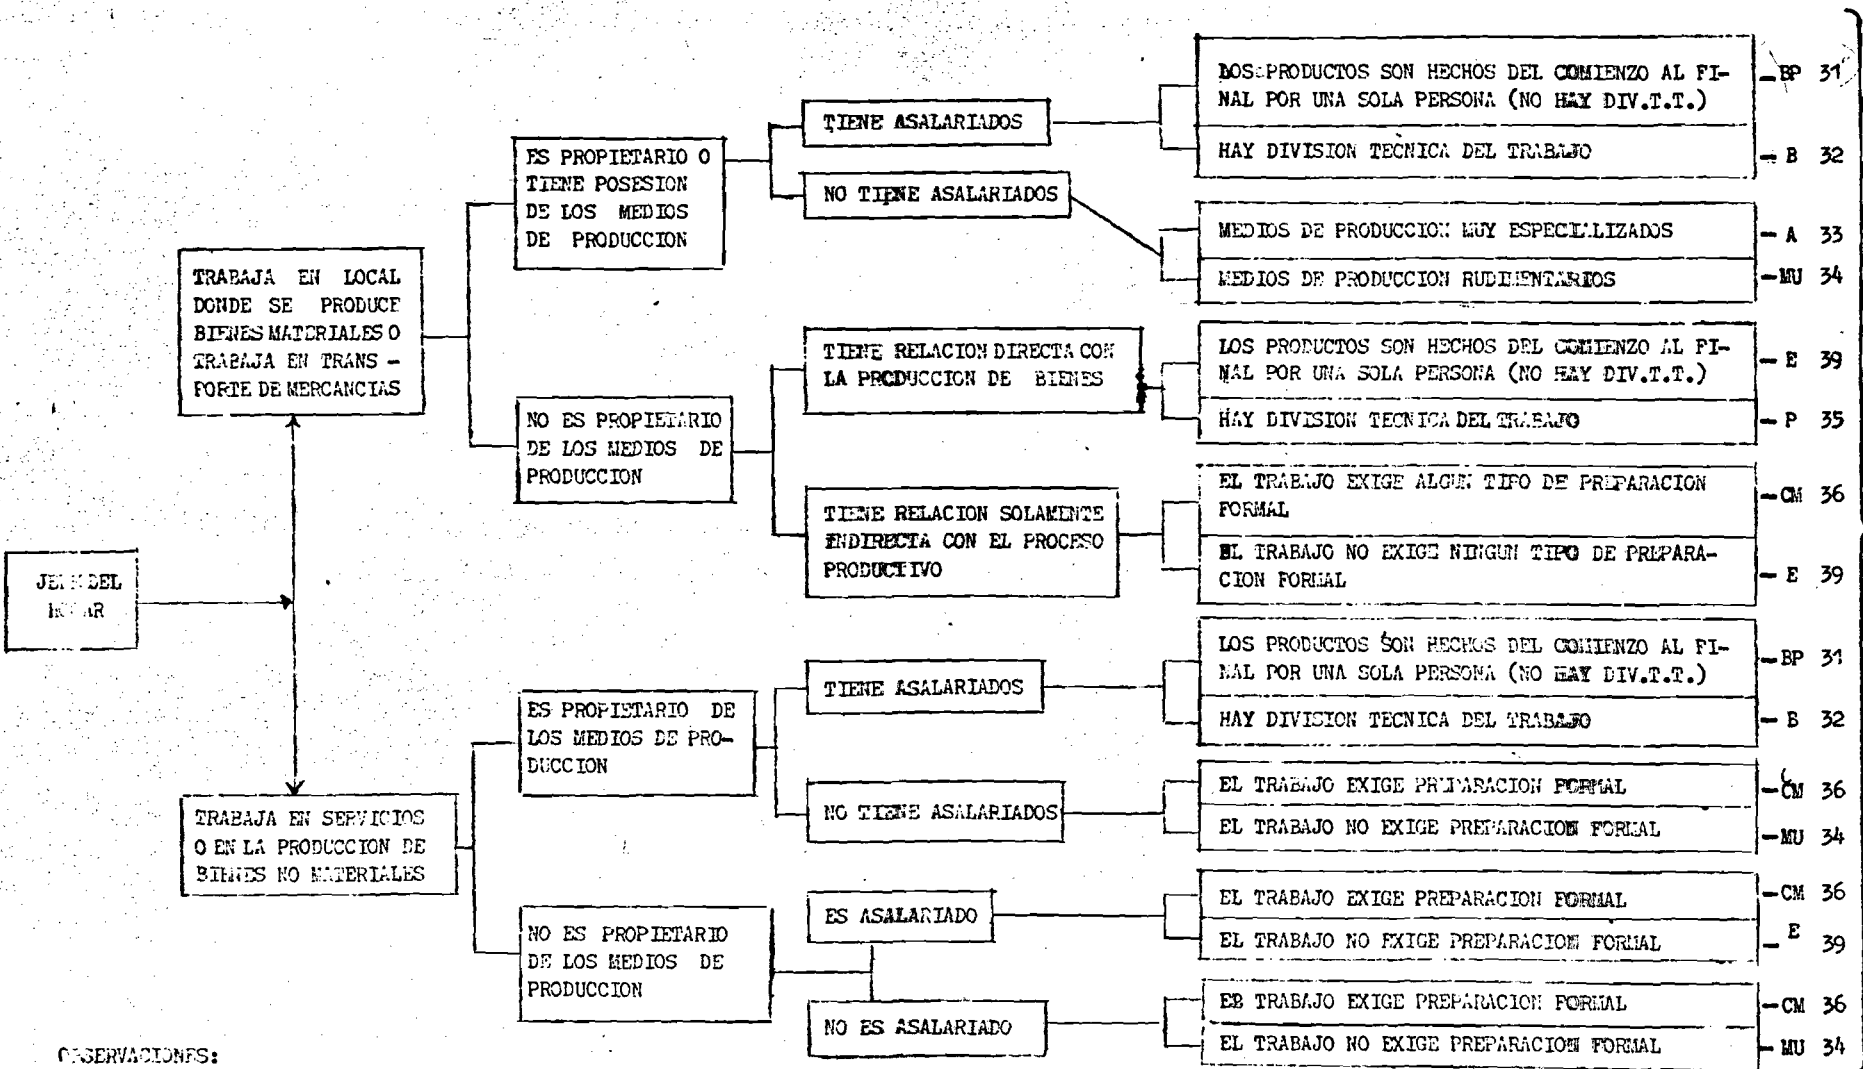 JEFE DEL
HOGAR
TRABAJA EN LOCAL
DONDE SE PRODUCE
BIENES MATERIALES O
TRABAJA EN TRANS -
PORTE DE MERCANCIAS
TRABAJA EN SERVICIOS
O EN LA PRODUCCION DE
BIENES NO MATERIALES
ES PROPIETARIO O
TIENE POSESION
DE LOS MEDIOS
DE PRODUCCION
NO ES PROPIETARIO
DE LOS MEDIOS DE
PRODUCCION
ES PROPIETARIO DE
LOS MEDIOS DE PRO-
DUCCION
NO ES PROPIETARIO
DE LOS MEDIOS DE
PRODUCCION
TIENE ASALARIADOS
NO TIENE ASALARIADOS
TIENE RELACION DIRECTA CON
LA PRODUCCION DE BIENES
TIENE RELACION SOLAMENTE
INDIRECTA CON EL PROCESO
PRODUCTIVO
TIENE ASALARIADOS
NO TIENE ASALARIADOS
ES ASALARIADO
NO ES ASALARIADO
LOS PRODUCTOS SON HECHOS DEL COMIENZO AL FI-
NAL POR UNA SOLA PERSONA (NO HAY DIV.T.T.)
- BP 31
HAY DIVISION TECNICA DEL TRABAJO
- B 32
MEDIOS DE PRODUCCION MUY ESPECIALIZADOS
- A 33
MEDIOS DE PRODUCCION RUDIMENTARIOS
- MU 34
LOS PRODUCTOS SON HECHOS DEL COMIENZO AL FI-
NAL POR UNA SOLA PERSONA (NO HAY DIV.T.T.)
- E 39
HAY DIVISION TECNICA DEL TRABAJO
- P 35
EL TRABAJO EXIGE ALGUN TIPO DE PREPARACION
FORMAL
- CM 36
EL TRABAJO NO EXIGE NINGUN TIPO DE PREPARA-
CION FORMAL
- E 39
LOS PRODUCTOS SON HECHOS DEL COMIENZO AL FI-
NAL POR UNA SOLA PERSONA (NO HAY DIV.T.T.)
- BP 31
HAY DIVISION TECNICA DEL TRABAJO
- B 32
EL TRABAJO EXIGE PREPARACION FORMAL
- CM 36
EL TRABAJO NO EXIGE PREPARACION FORMAL
- MU 34
EL TRABAJO EXIGE PREPARACION FORMAL
- CM 36
EL TRABAJO NO EXIGE PREPARACION FORMAL
- E 39
EB TRABAJO EXIGE PREPARACION FORMAL
- CM 36
EL TRABAJO NO EXIGE PREPARACION FORMAL
- MU 34
OBSERVACIONES: